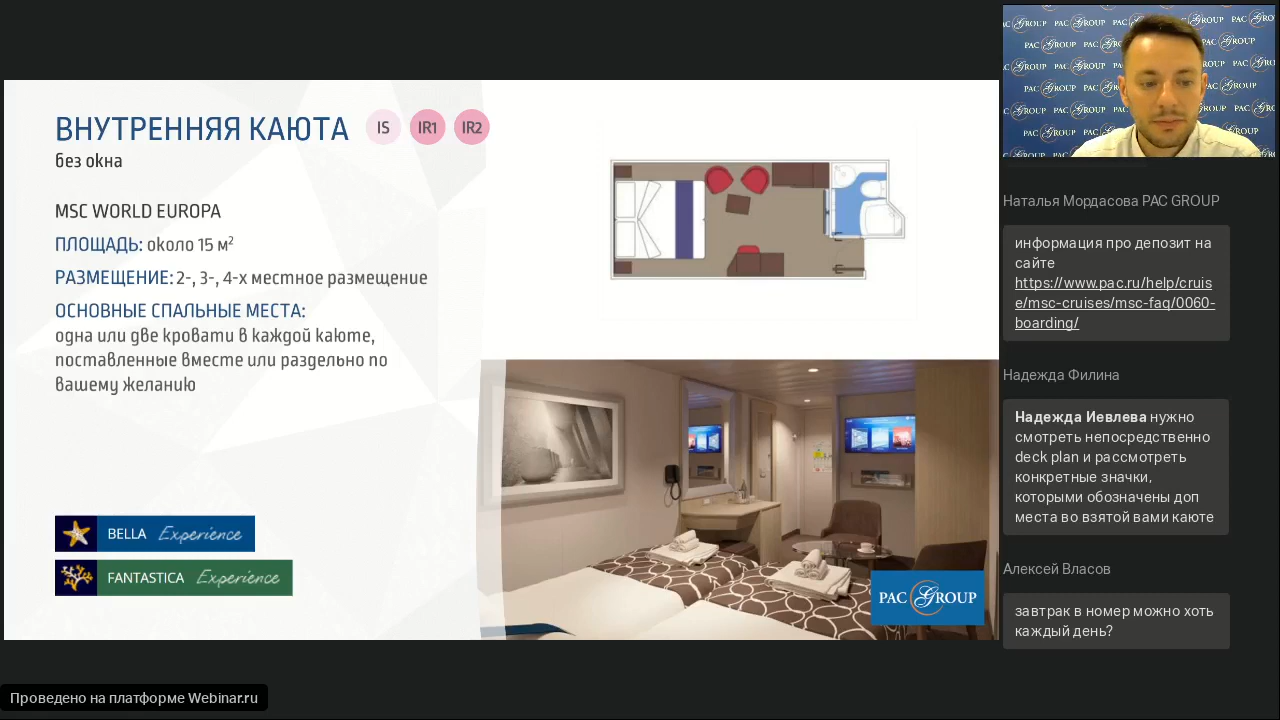 ВНУТРЕННЯЯ КАЮТА IS IR1 IR2
без окна
MSC WORLD EUROPA
ПЛОЩАДЬ: около 15 м²
РАЗМЕЩЕНИЕ: 2-, 3-, 4-х местное размещение
ОСНОВНЫЕ СПАЛЬНЫЕ МЕСТА:
одна или две кровати в каждой каюте,
поставленные вместе или раздельно по
вашему желанию
BELLA Experience
FANTASTICA Experience
PAC GROUP
Наталья Мордасова PAC GROUP
информация про депозит на
сайте
https://www.pac.ru/help/cruis
e/msc-cruises/msc-faq/0060-
boarding/
Надежда Филина
Надежда Иевлева нужно
смотреть непосредственно
deck plan и рассмотреть
конкретные значки,
которыми обозначены доп
места во взятой вами каюте
Алексей Власов
завтрак в номер можно хоть
каждый день?
Проведено на платформе Webinar.ru